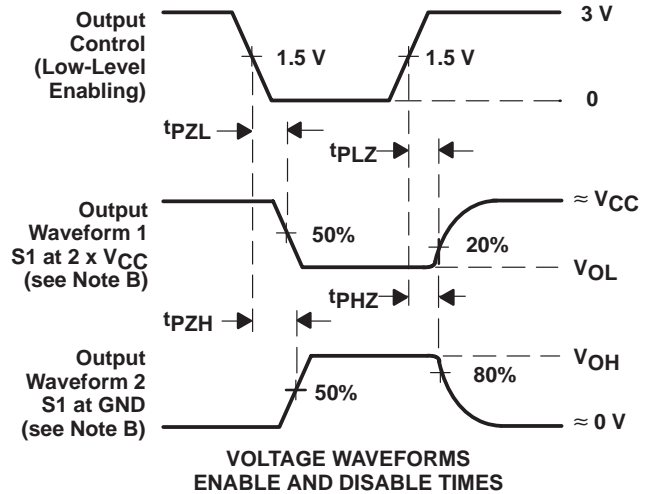 Output
Control
(Low-Level
Enabling)
3 V
1.5 V
1.5 V
0
tPZL
tPLZ
Output
Waveform 1
S1 at 2 x VCC
(see Note B)
≈ VCC
50%
20%
VOL
tPZH
tPHZ
Output
Waveform 2
S1 at GND
(see Note B)
VOH
50%
80%
≈ 0 V
VOLTAGE WAVEFORMS
ENABLE AND DISABLE TIMES